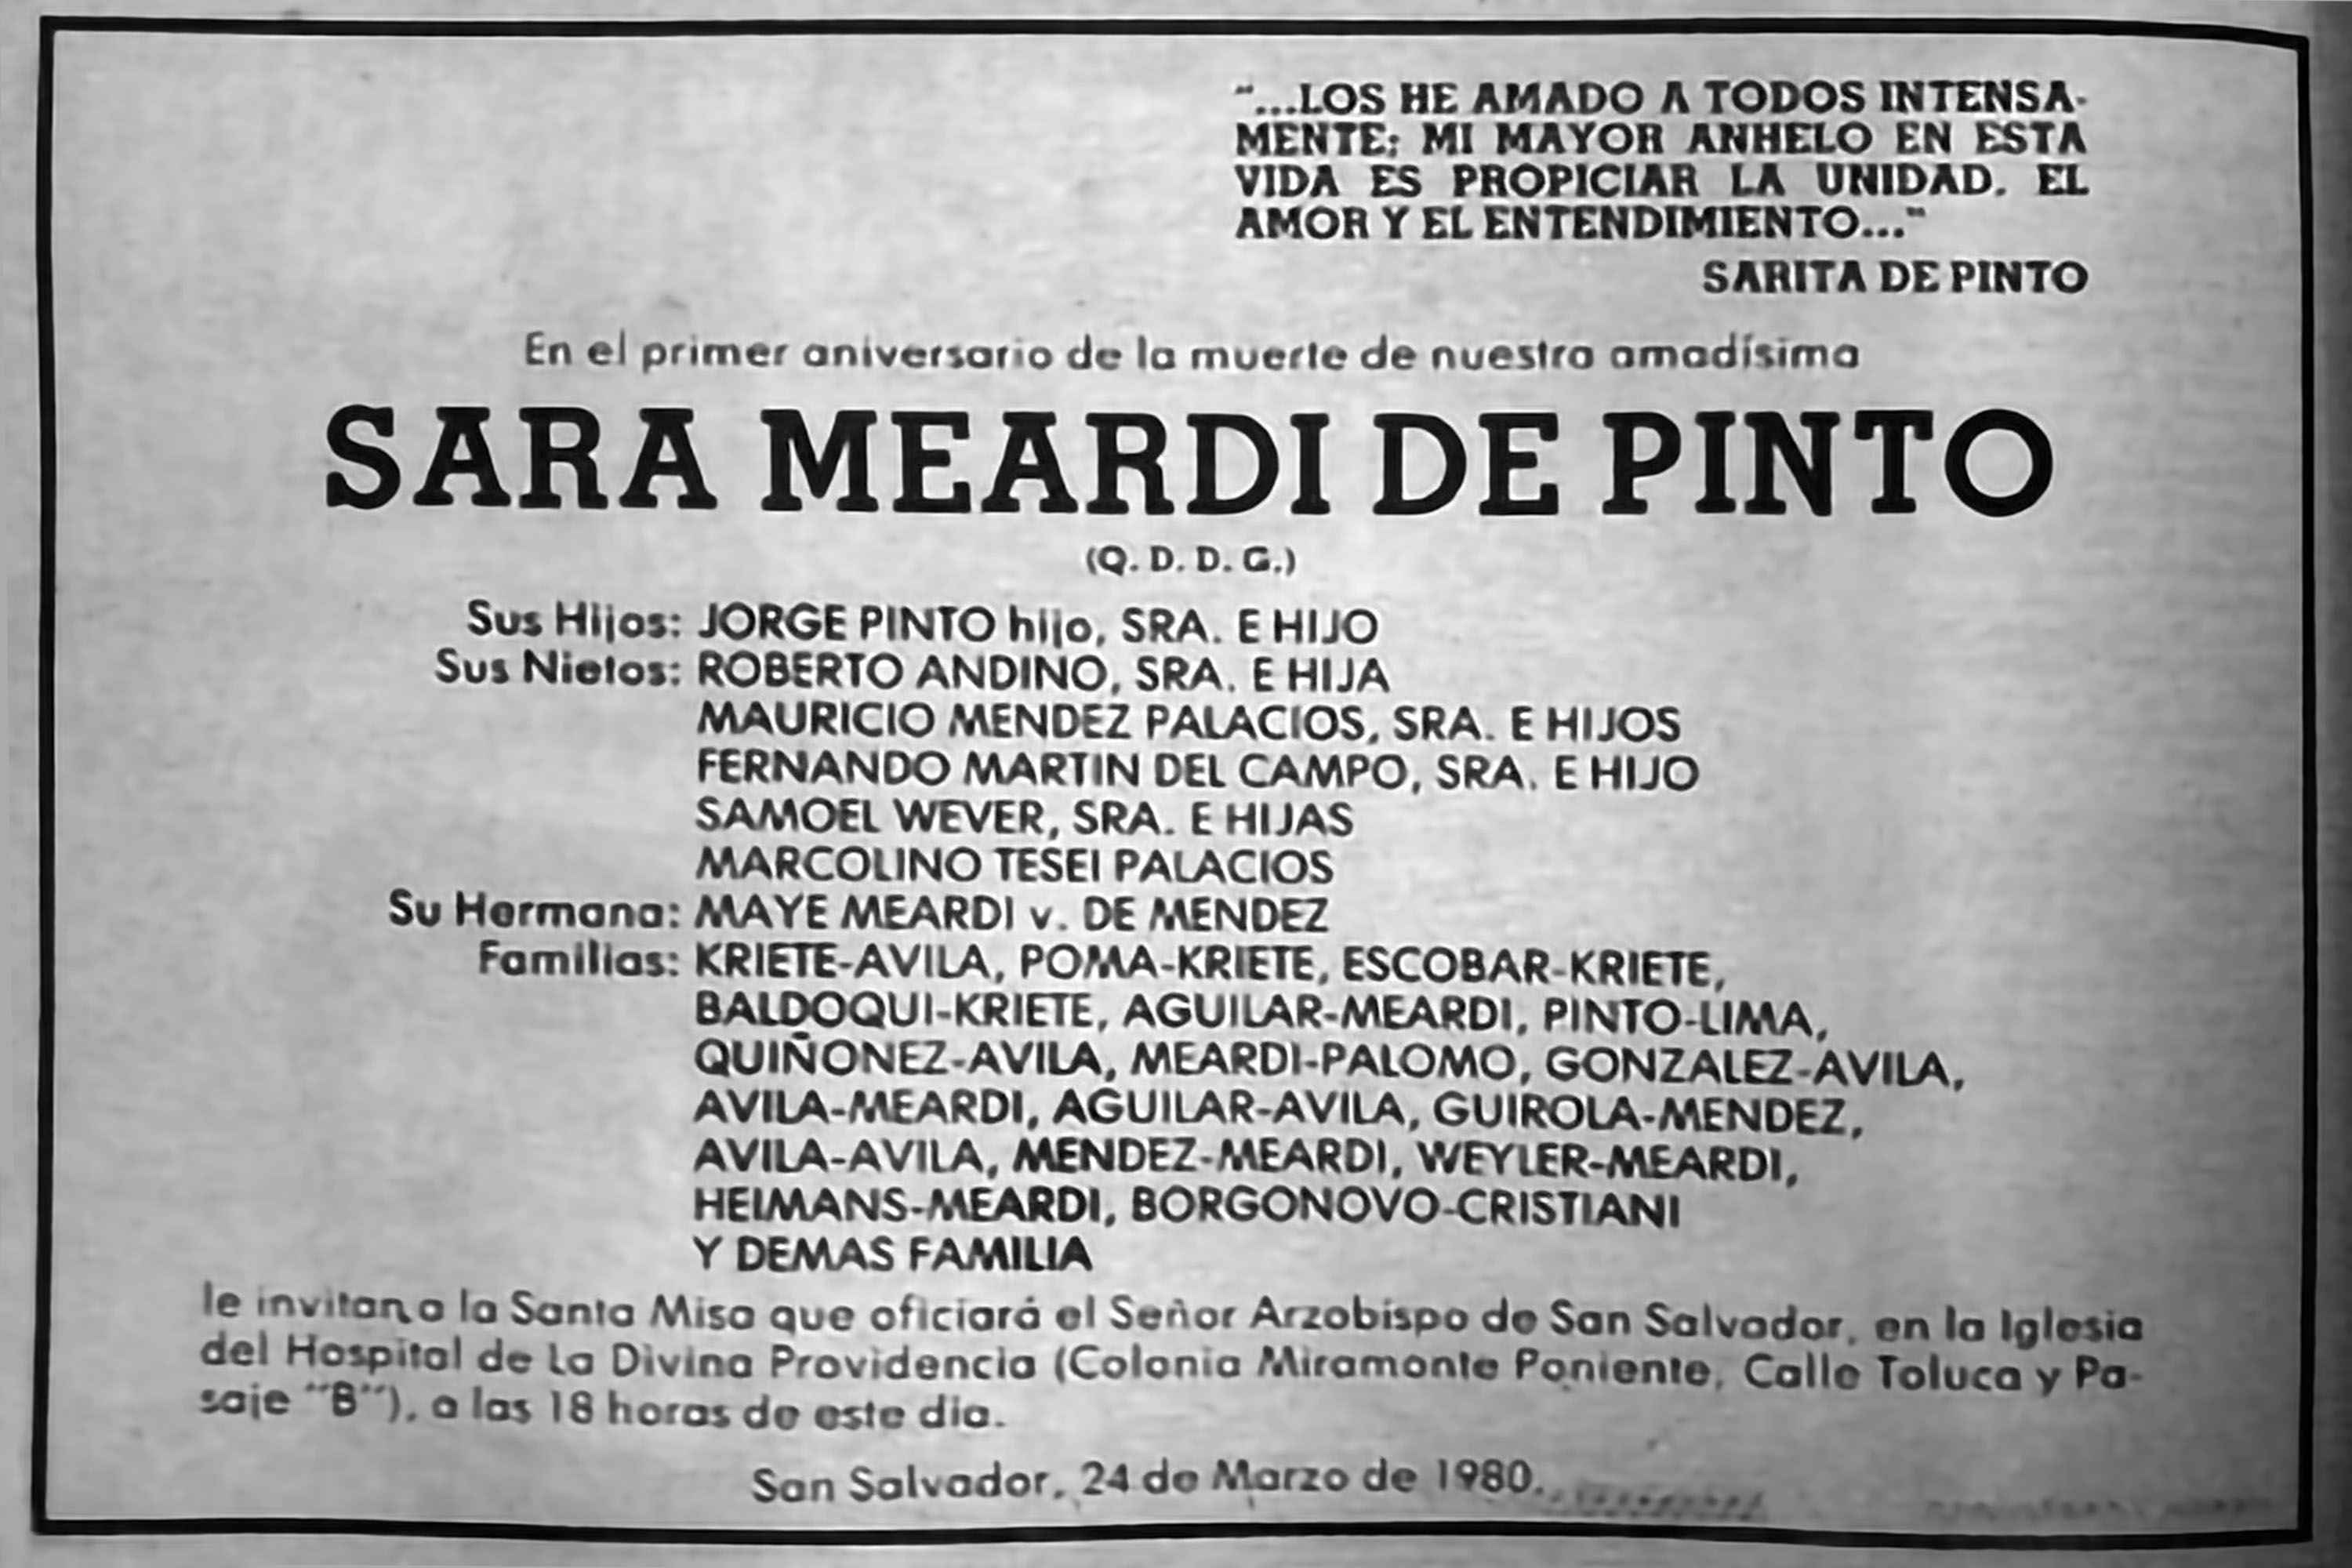 "...LOS HE AMADO A TODOS INTENSA-
MENTE; MI MAYOR ANHELO EN ESTA
VIDA ES PROPICIAR LA UNIDAD. EL
AMOR Y EL ENTENDIMIENTO..."
SARITA DE PINTO
En el primer aniversario de la muerte de nuestra amadísima
SARA MEARDI DE PINTO
(Q. D. D. G.)
Sus Hijos: JORGE PINTO hijo, SRA. E HIJO
Sus Nietos: ROBERTO ANDINO, SRA. E HIJA
MAURICIO MENDEZ PALACIOS, SRA. E HIJOS
FERNANDO MARTIN DEL CAMPO, SRA. E HIJO
SAMOEL WEVER, SRA. E HIJAS
MARCOLINO TESEI PALACIOS
Su Hermana: MAYE MEARDI v. DE MENDEZ
Familias: KRIETE-AVILA, POMA-KRIETE, ESCOBAR-KRIETE,
BALDOQUI-KRIETE, AGUILAR-MEARDI, PINTO-LIMA,
QUIÑONEZ-AVILA, MEARDI-PALOMO, GONZALEZ-AVILA,
AVILA-MEARDI, AGUILAR-AVILA, GUIROLA-MENDEZ,
AVILA-AVILA, MENDEZ-MEARDI, WEYLER-MEARDI,
HEIMANS-MEARDI, BORGONOVO-CRISTIANI
Y DEMAS FAMILIA
le invitan a la Santa Misa que oficiará el Señor Arzobispo de San Salvador, en la Iglesia
del Hospital de La Divina Providencia (Colonia Miramonte Poniente, Calle Toluca y Pa-
saje "B"), a las 18 horas de este dia.
San Salvador, 24 de Marzo de 1980.